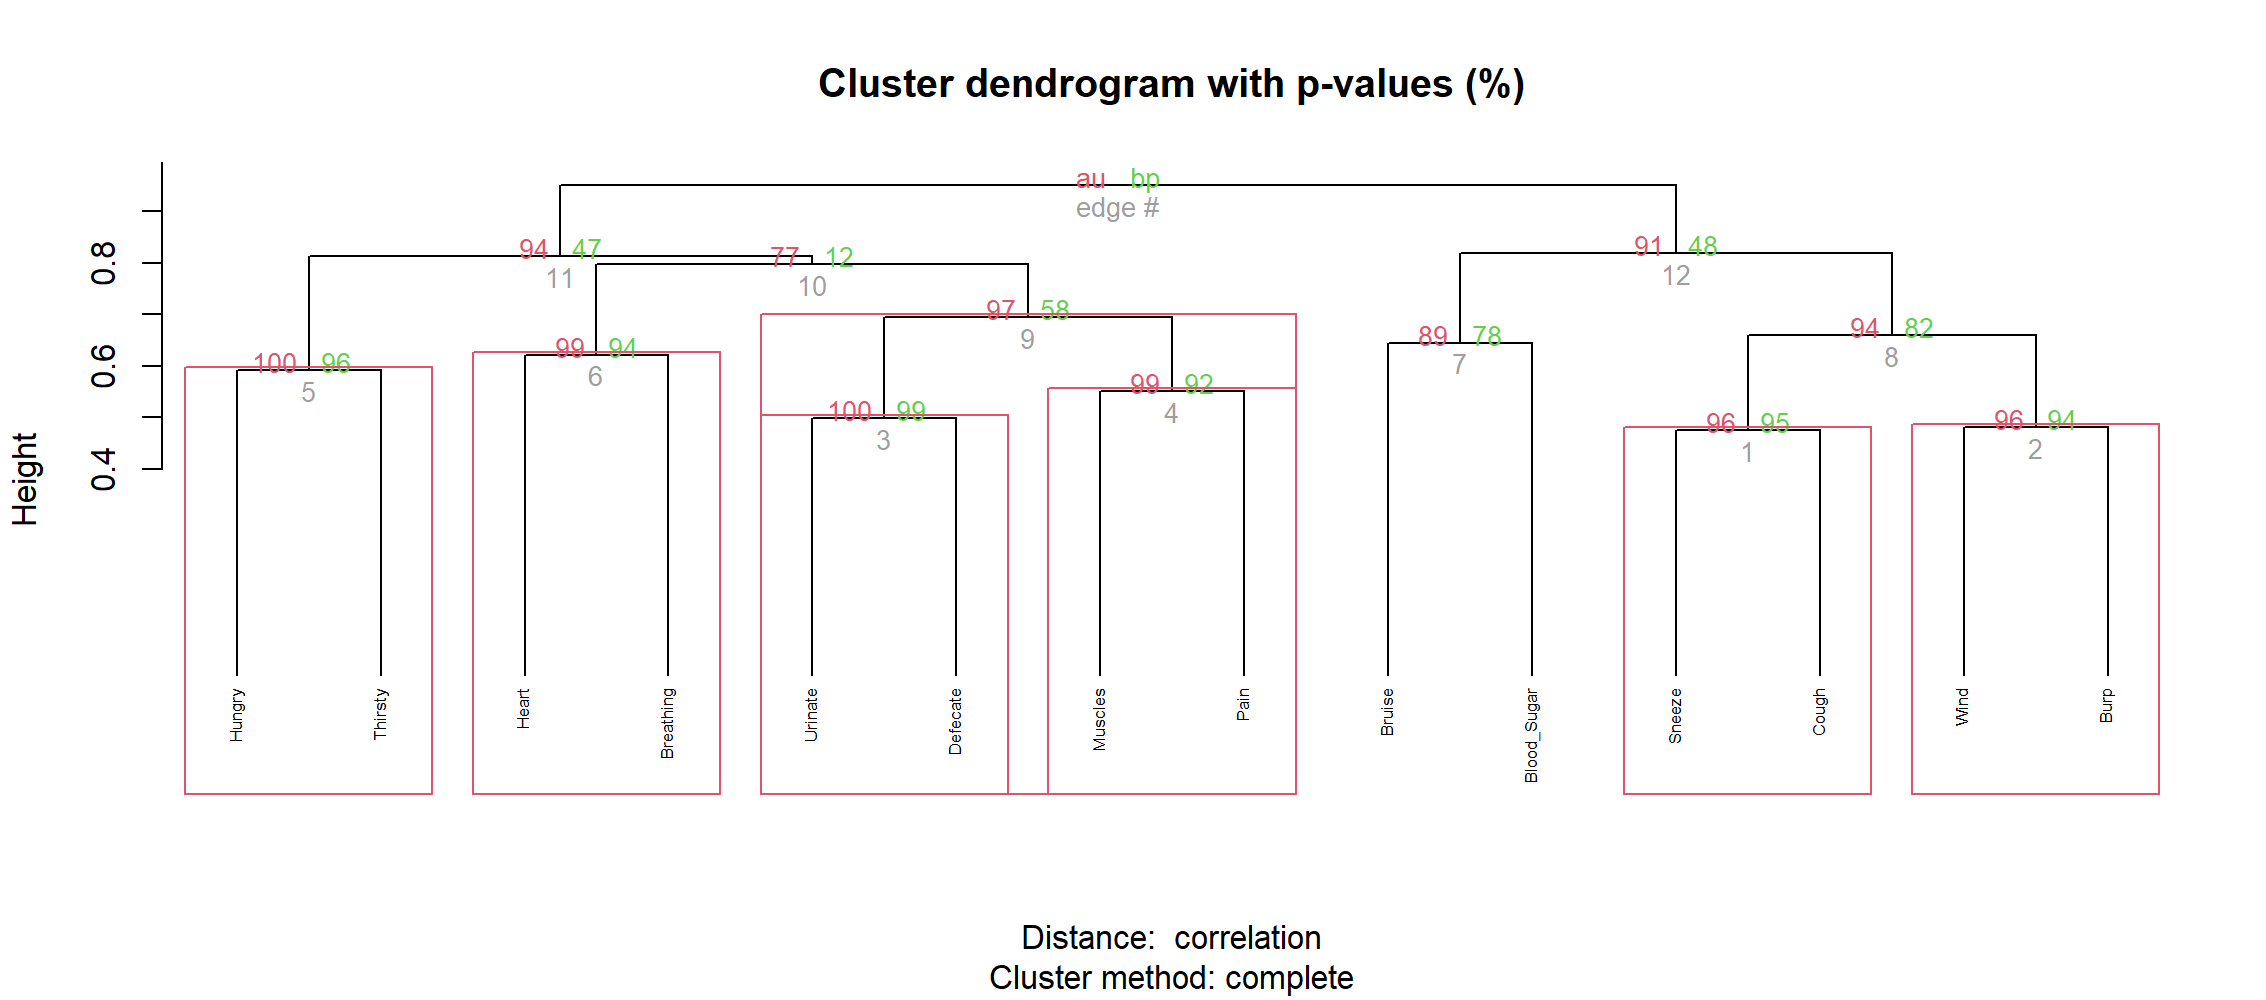 Cluster dendrogram with p-values (%)
au bp
edge #
94 47
11
77 12
10
91 48
12
97 58
9
94 82
8
89 78
7
99 94
6
100 96
5
99 92
4
100 99
3
96 95
1
96 94
2
Height
0.4
0.6
0.8
Hungry
Thirsty
Heart
Breathing
Urinate
Defecate
Muscles
Pain
Bruise
Blood_Sugar
Sneeze
Cough
Wind
Burp
Distance: correlation
Cluster method: complete